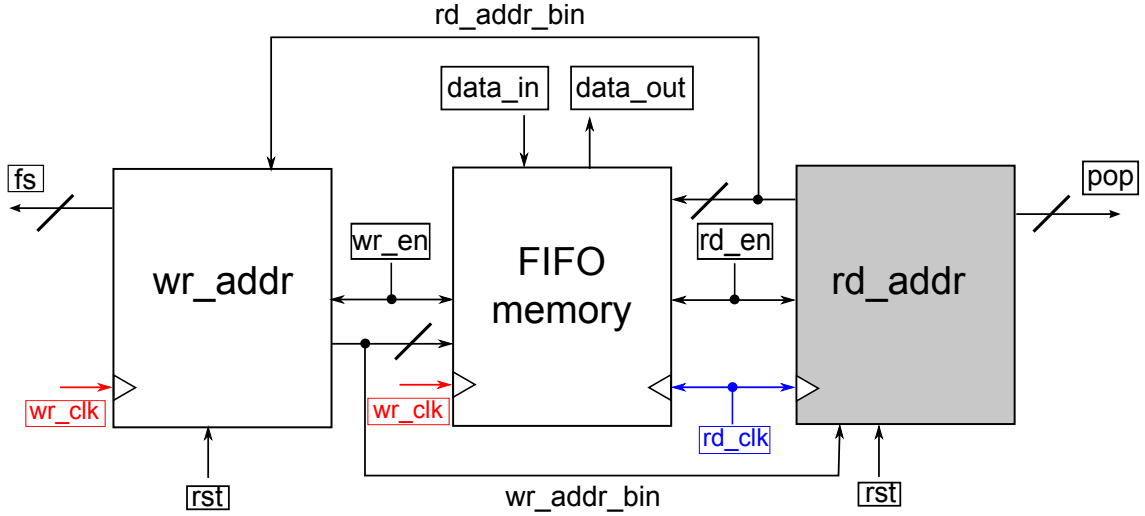 rd_addr_bin
data_in
data_out
fs
pop
wr_en
rd_en
wr_addr
FIFO
memory
rd_addr
wr_clk
wr_clk
rd_clk
rst
wr_addr_bin
rst